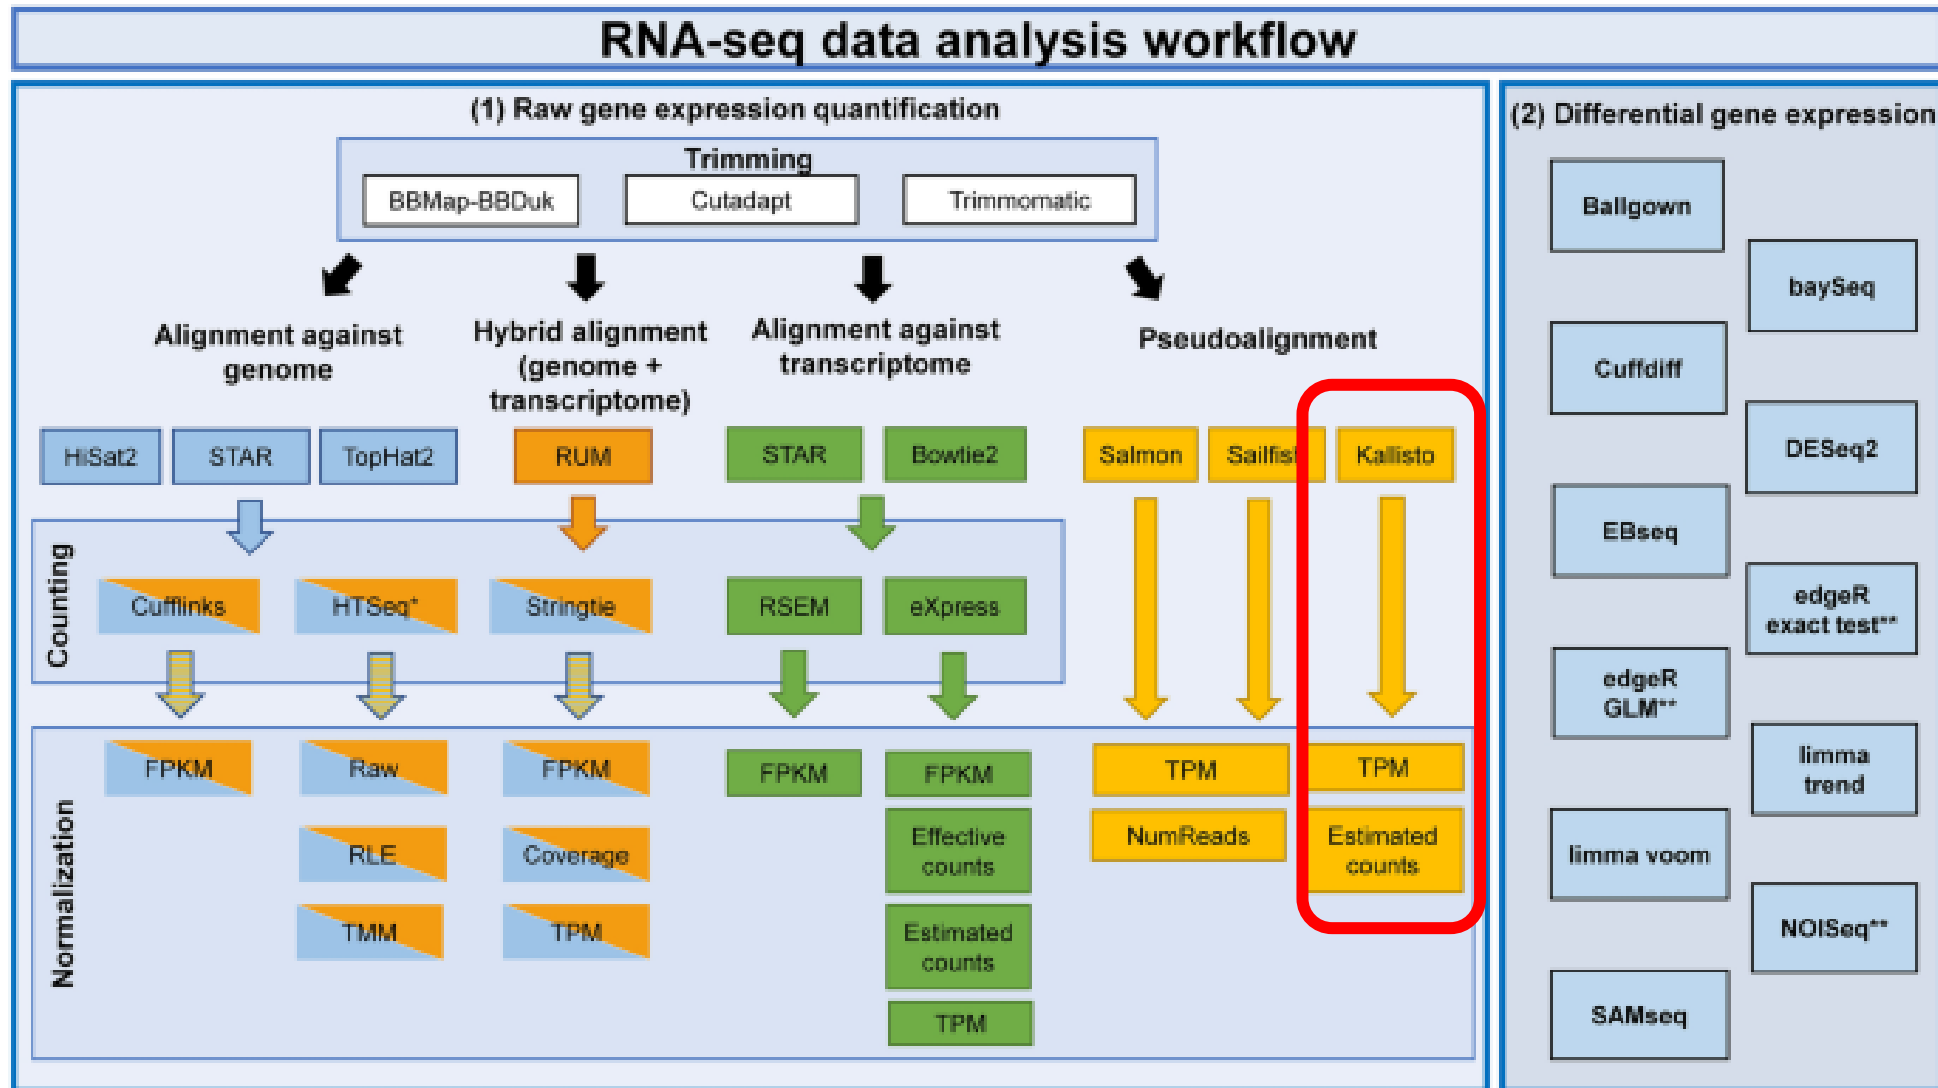 RNA-seq data analysis workflow
(1) Raw gene expression quantification
Trimming
BBMap-BBDuk
Cutadapt
Trimmomatic
Alignment against
genome
Hybrid alignment
(genome +
transcriptome)
Alignment against
transcriptome
Pseudoalignment
HiSat2
STAR
TopHat2
RUM
STAR
Bowtie2
Salmon
Sailfish
Kallisto
Counting
Cufflinks
HTSeq*
Stringtie
RSEM
eXpress
Normalization
FPKM
Raw
FPKM
FPKM
FPKM
TPM
TPM
RLE
Coverage
Effective
counts
NumReads
Estimated
counts
TMM
TPM
Estimated
counts
TPM
(2) Differential gene expression
Ballgown
baySeq
Cuffdiff
DESeq2
EBseq
edgeR
exact test**
edgeR
GLM**
limma
trend
limma voom
NOISeq**
SAMseq